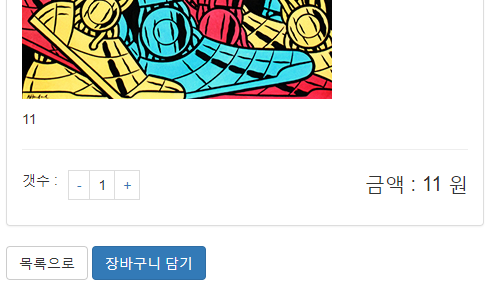 11
갯수 : - 1 + 금액 : 11 원
목록으로 장바구니 담기